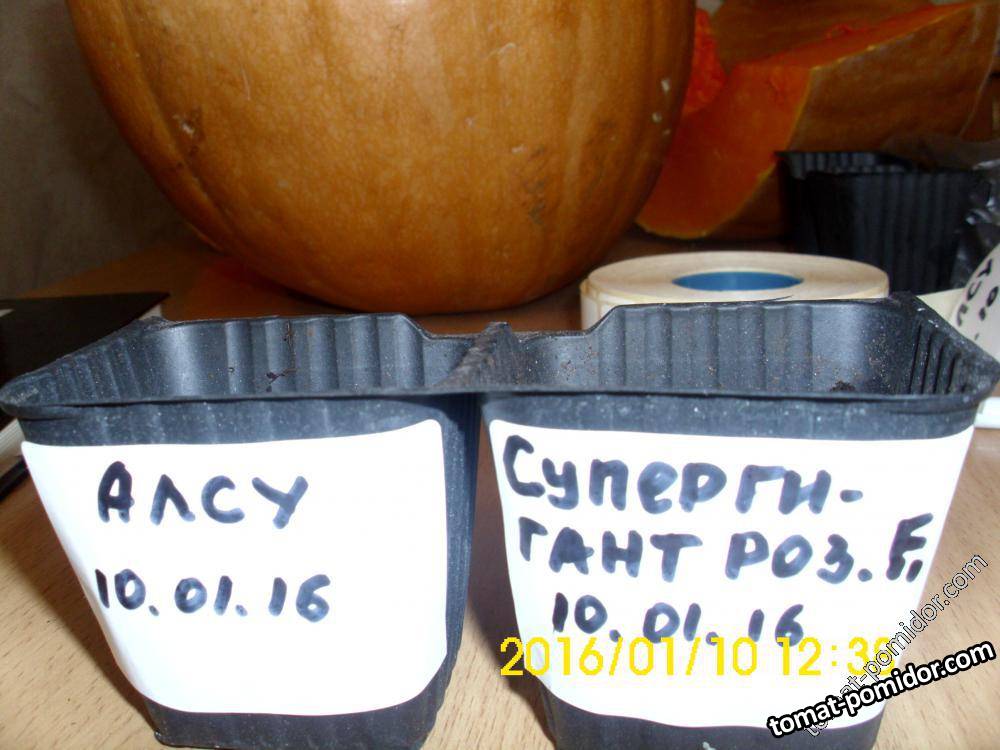 Алсу
10.01.16
Суперги-
гант роз. F1
10.01.16
2016/01/10 12:39
tomat-pomidor.com
tomat-pomidor.com